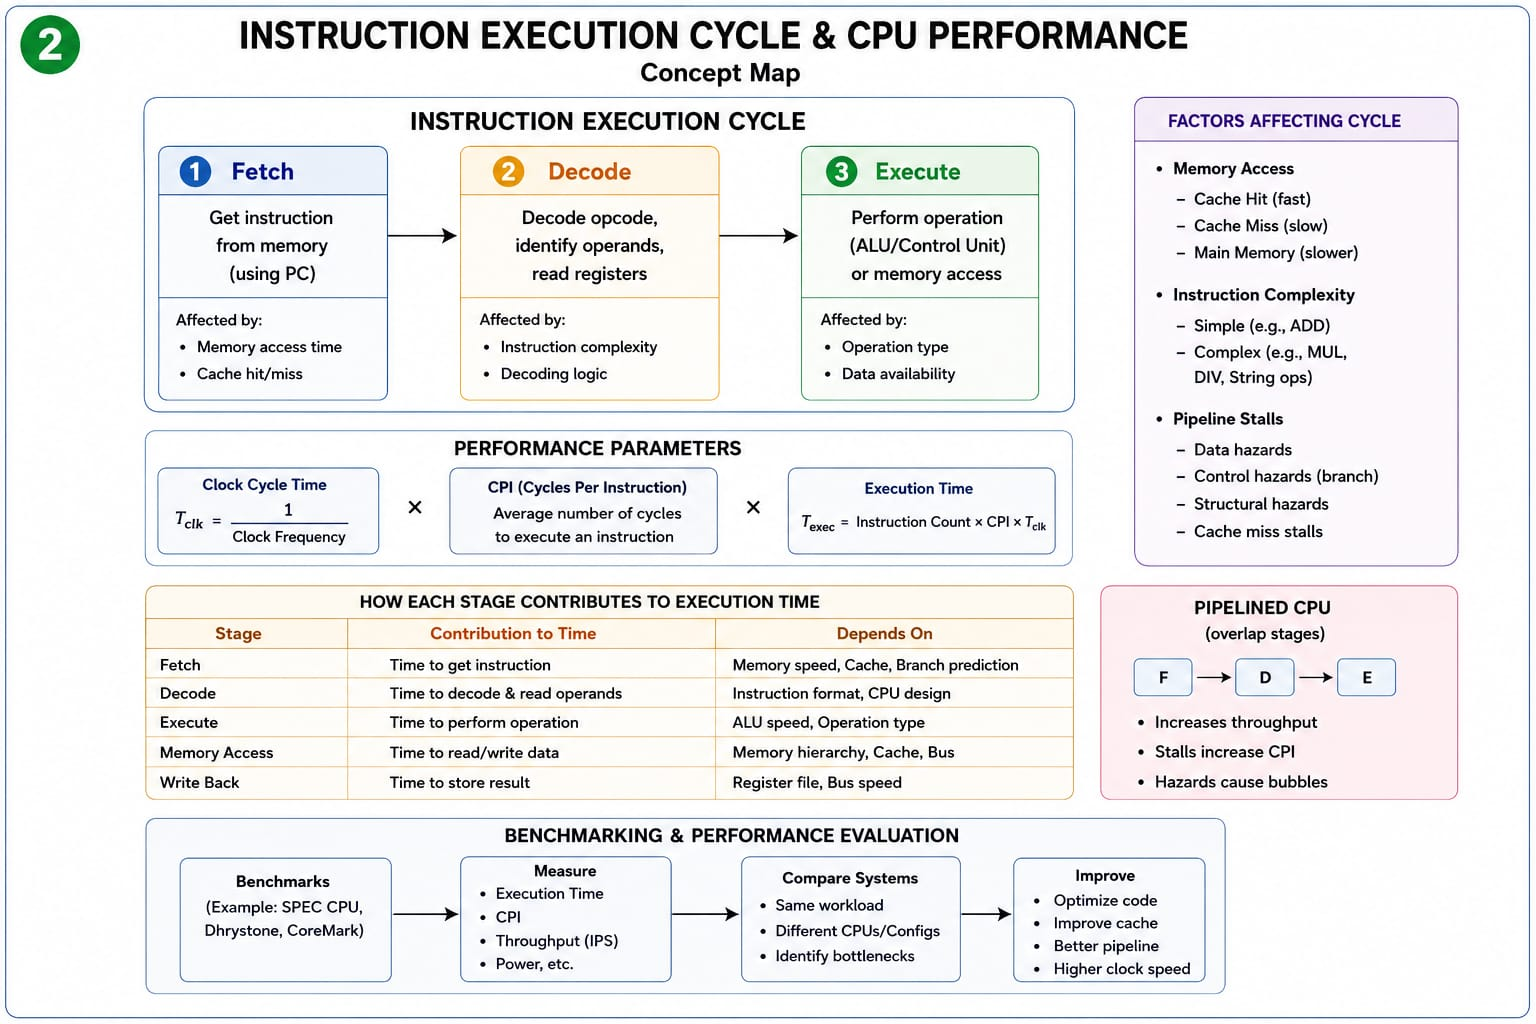 2
INSTRUCTION EXECUTION CYCLE & CPU PERFORMANCE
Concept Map
INSTRUCTION EXECUTION CYCLE
1 Fetch
Get instruction
from memory
(using PC)
Affected by:
• Memory access time
• Cache hit/miss
2 Decode
Decode opcode,
identify operands,
read registers
Affected by:
• Instruction complexity
• Decoding logic
3 Execute
Perform operation
(ALU/Control Unit)
or memory access
Affected by:
• Operation type
• Data availability
FACTORS AFFECTING CYCLE
• Memory Access
– Cache Hit (fast)
– Cache Miss (slow)
– Main Memory (slower)
• Instruction Complexity
– Simple (e.g., ADD)
– Complex (e.g., MUL,
DIV, String ops)
• Pipeline Stalls
– Data hazards
– Control hazards (branch)
– Structural hazards
– Cache miss stalls
PERFORMANCE PARAMETERS
Clock Cycle Time
Tclk = 1 / Clock Frequency
×
CPI (Cycles Per Instruction)
Average number of cycles
to execute an instruction
×
Execution Time
Texec = Instruction Count × CPI × Tclk
HOW EACH STAGE CONTRIBUTES TO EXECUTION TIME
Stage Contribution to Time Depends On
Fetch Time to get instruction Memory speed, Cache, Branch prediction
Decode Time to decode & read operands Instruction format, CPU design
Execute Time to perform operation ALU speed, Operation type
Memory Access Time to read/write data Memory hierarchy, Cache, Bus
Write Back Time to store result Register file, Bus speed
PIPELINED CPU
(overlap stages)
F D E
• Increases throughput
• Stalls increase CPI
• Hazards cause bubbles
BENCHMARKING & PERFORMANCE EVALUATION
Benchmarks
(Example: SPEC CPU,
Dhrystone, CoreMark)
Measure
• Execution Time
• CPI
• Throughput (IPS)
• Power, etc.
Compare Systems
• Same workload
• Different CPUs/Configs
• Identify bottlenecks
Improve
• Optimize code
• Improve cache
• Better pipeline
• Higher clock speed